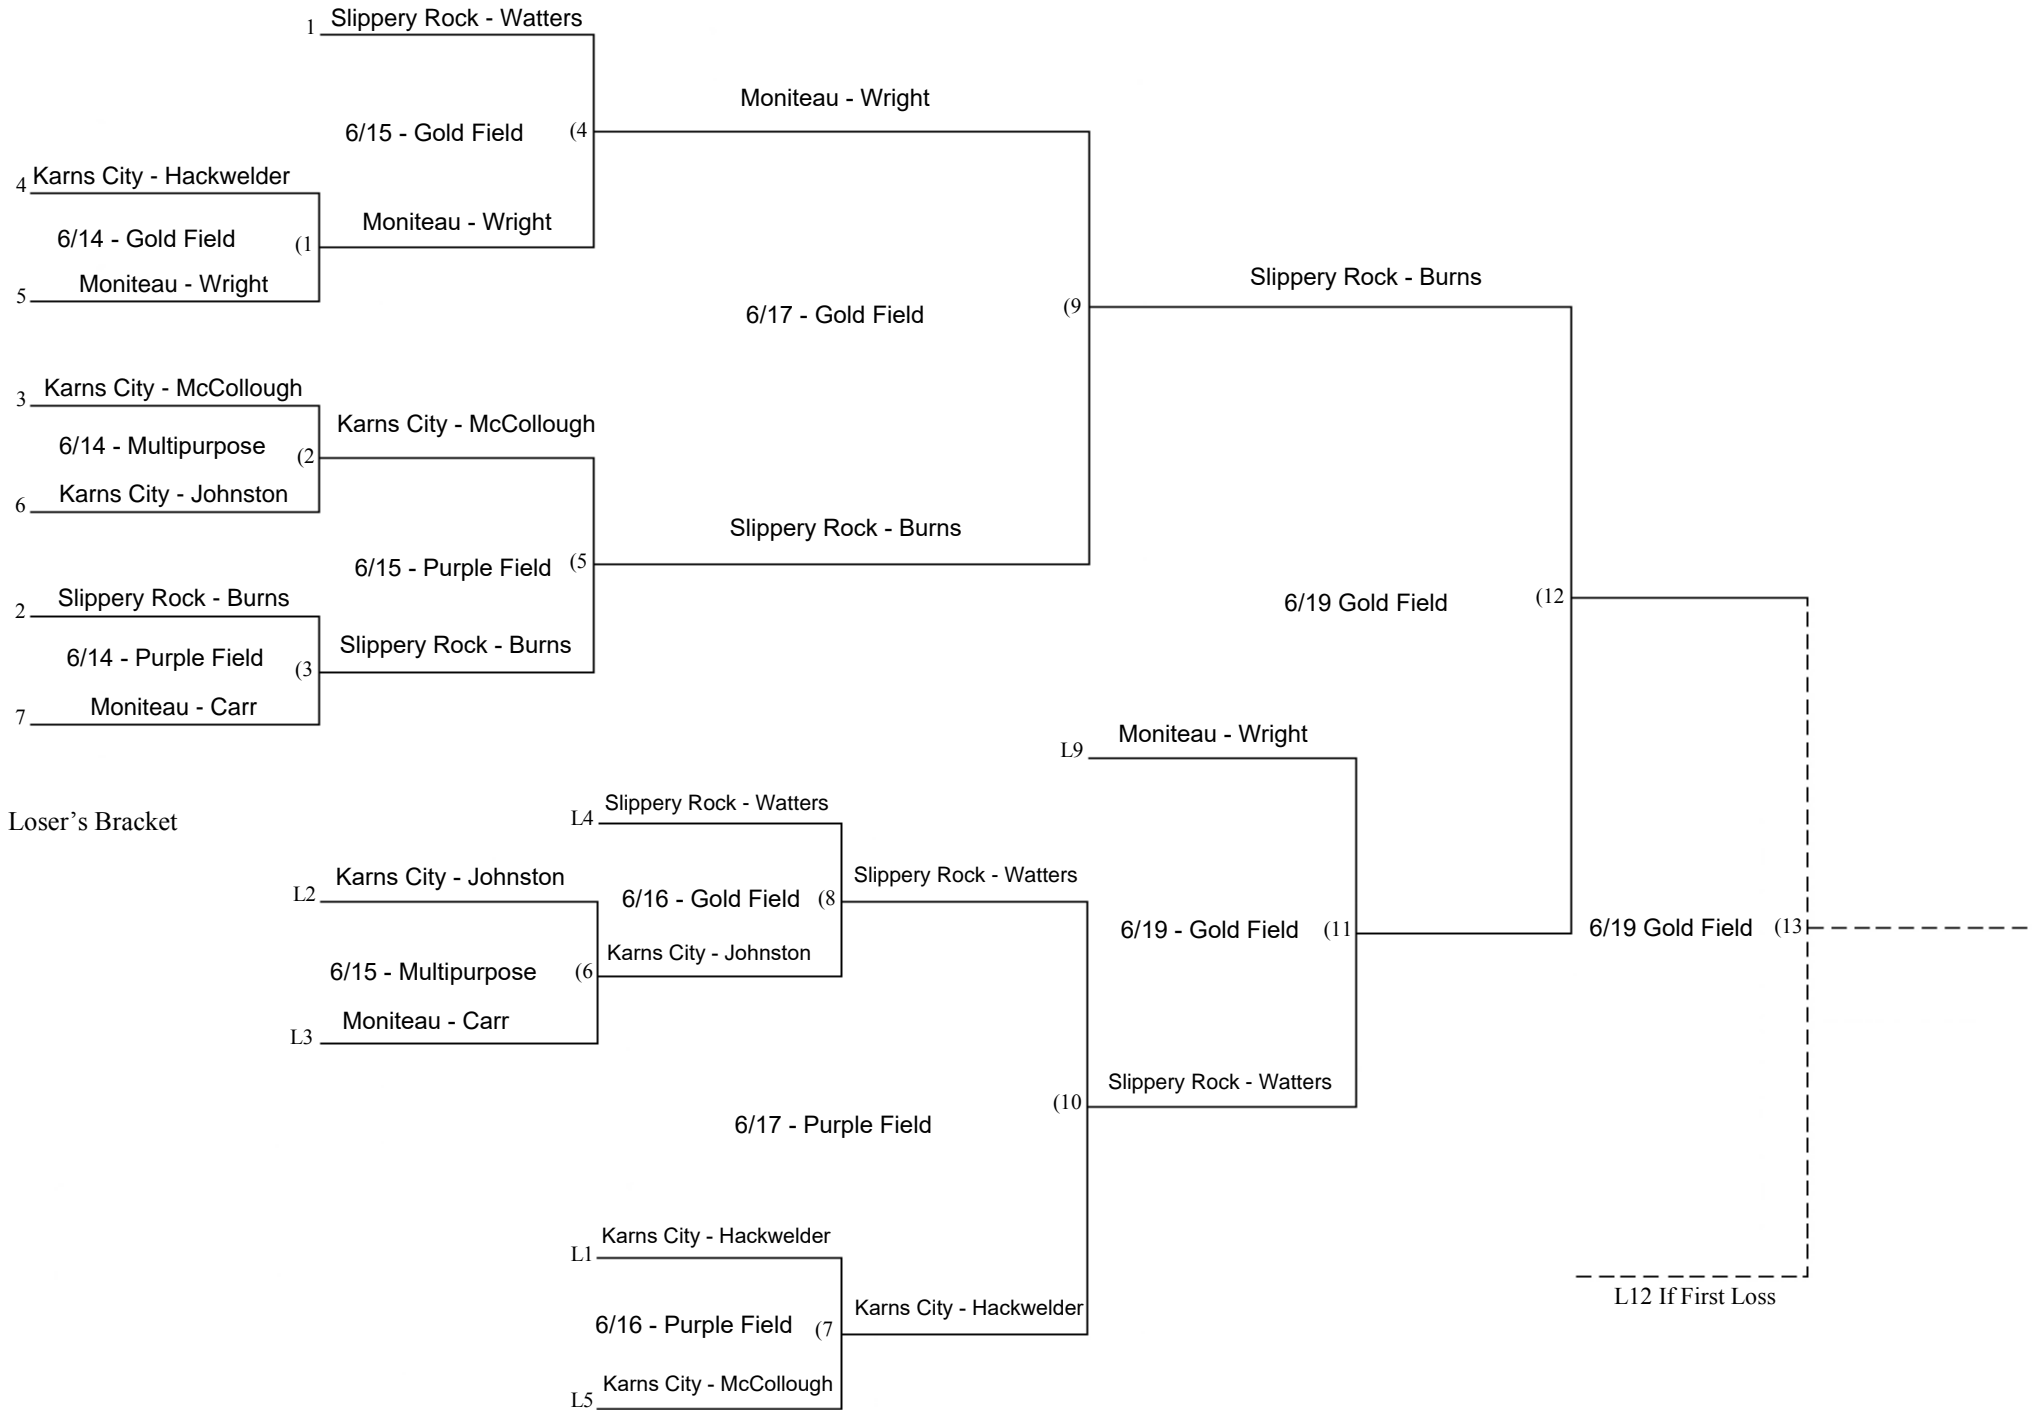 1 Slippery Rock - Watters
Moniteau - Wright
6/15 - Gold Field (4
4 Karns City - Hackwelder
Moniteau - Wright
6/14 - Gold Field (1
5 Moniteau - Wright
Slippery Rock - Burns
6/17 - Gold Field (9
3 Karns City - McCollough
Karns City - McCollough
6/14 - Multipurpose (2
6 Karns City - Johnston
Slippery Rock - Burns
6/15 - Purple Field (5
2 Slippery Rock - Burns
6/19 Gold Field (12
Slippery Rock - Burns
6/14 - Purple Field (3
7 Moniteau - Carr
L9 Moniteau - Wright
Loser’s Bracket
L4 Slippery Rock - Watters
L2 Karns City - Johnston
Slippery Rock - Watters
6/16 - Gold Field (8
6/19 - Gold Field (11
6/19 Gold Field (13
Karns City - Johnston
6/15 - Multipurpose (6
L3 Moniteau - Carr
Slippery Rock - Watters
6/17 - Purple Field (10
L1 Karns City - Hackwelder
Karns City - Hackwelder
L12 If First Loss
6/16 - Purple Field (7
L5 Karns City - McCollough